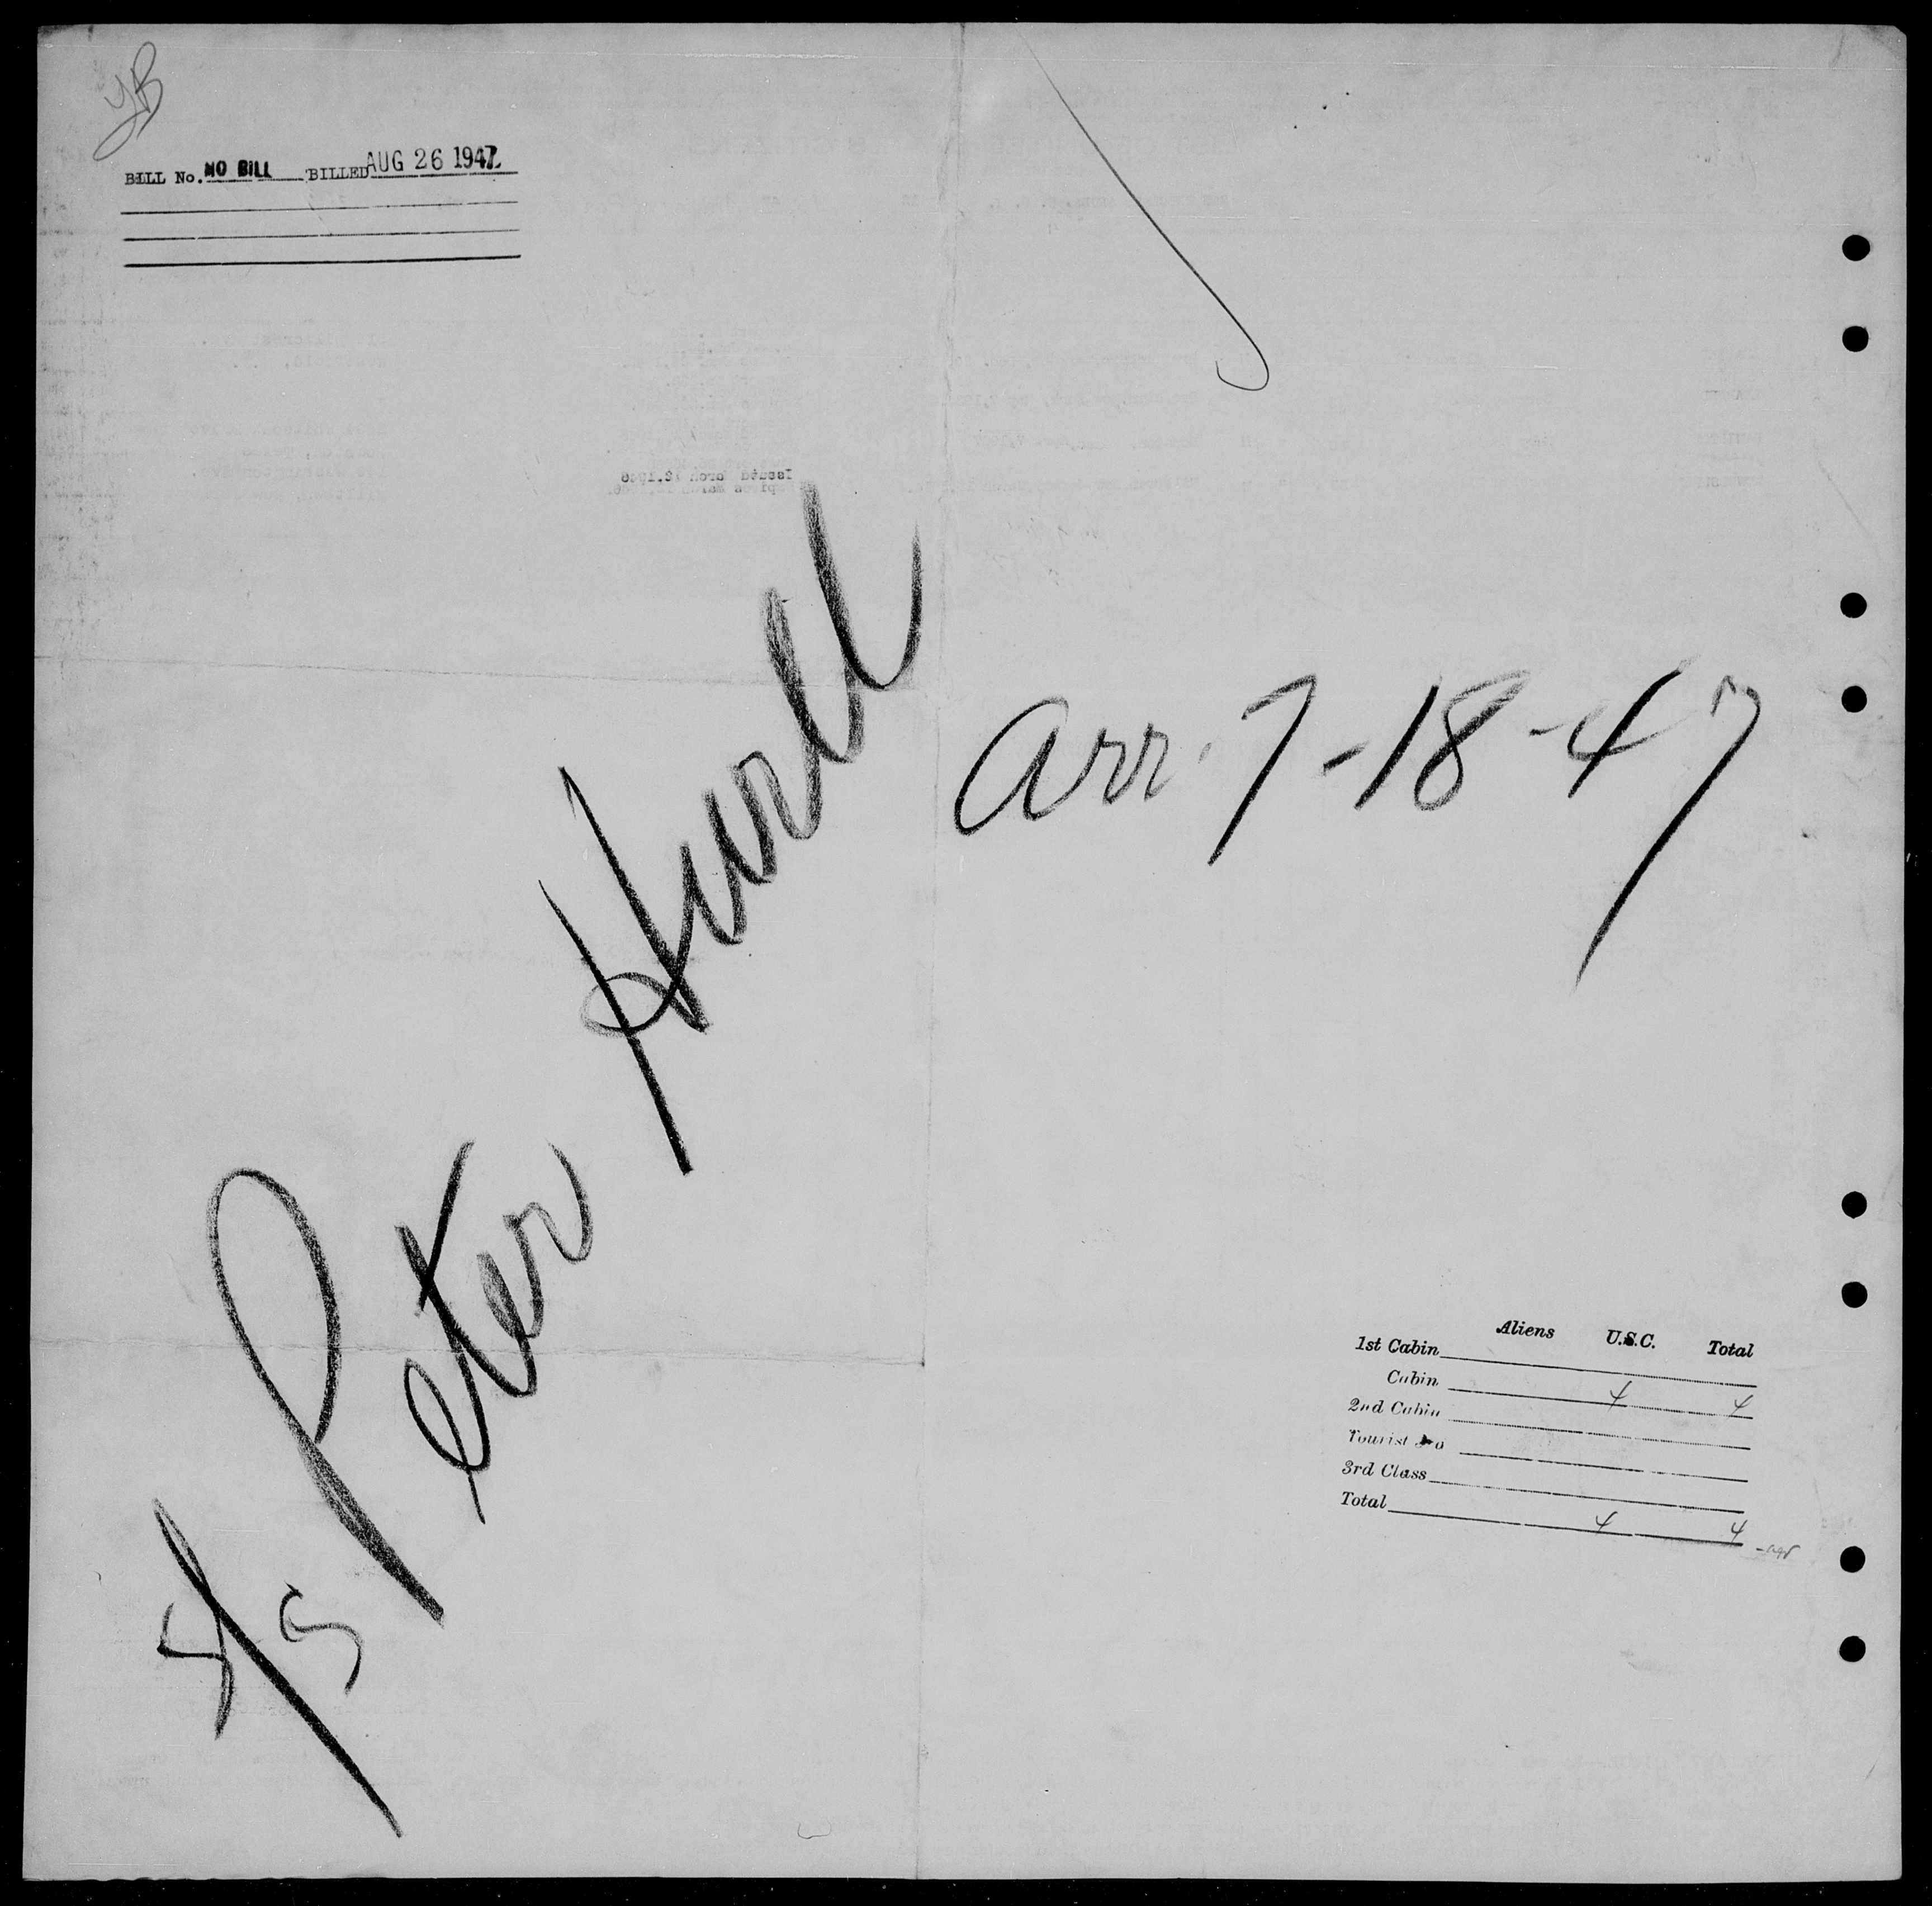 YB
BILL No. NO BILL BILLED AUG 26 1947
S/S Peter Hurll
arr. 7-18-47
Aliens U.S.C. Total
1st Cabin
Cabin 4 4
2nd Cabin
Tourist
3rd Class
Total 4 4